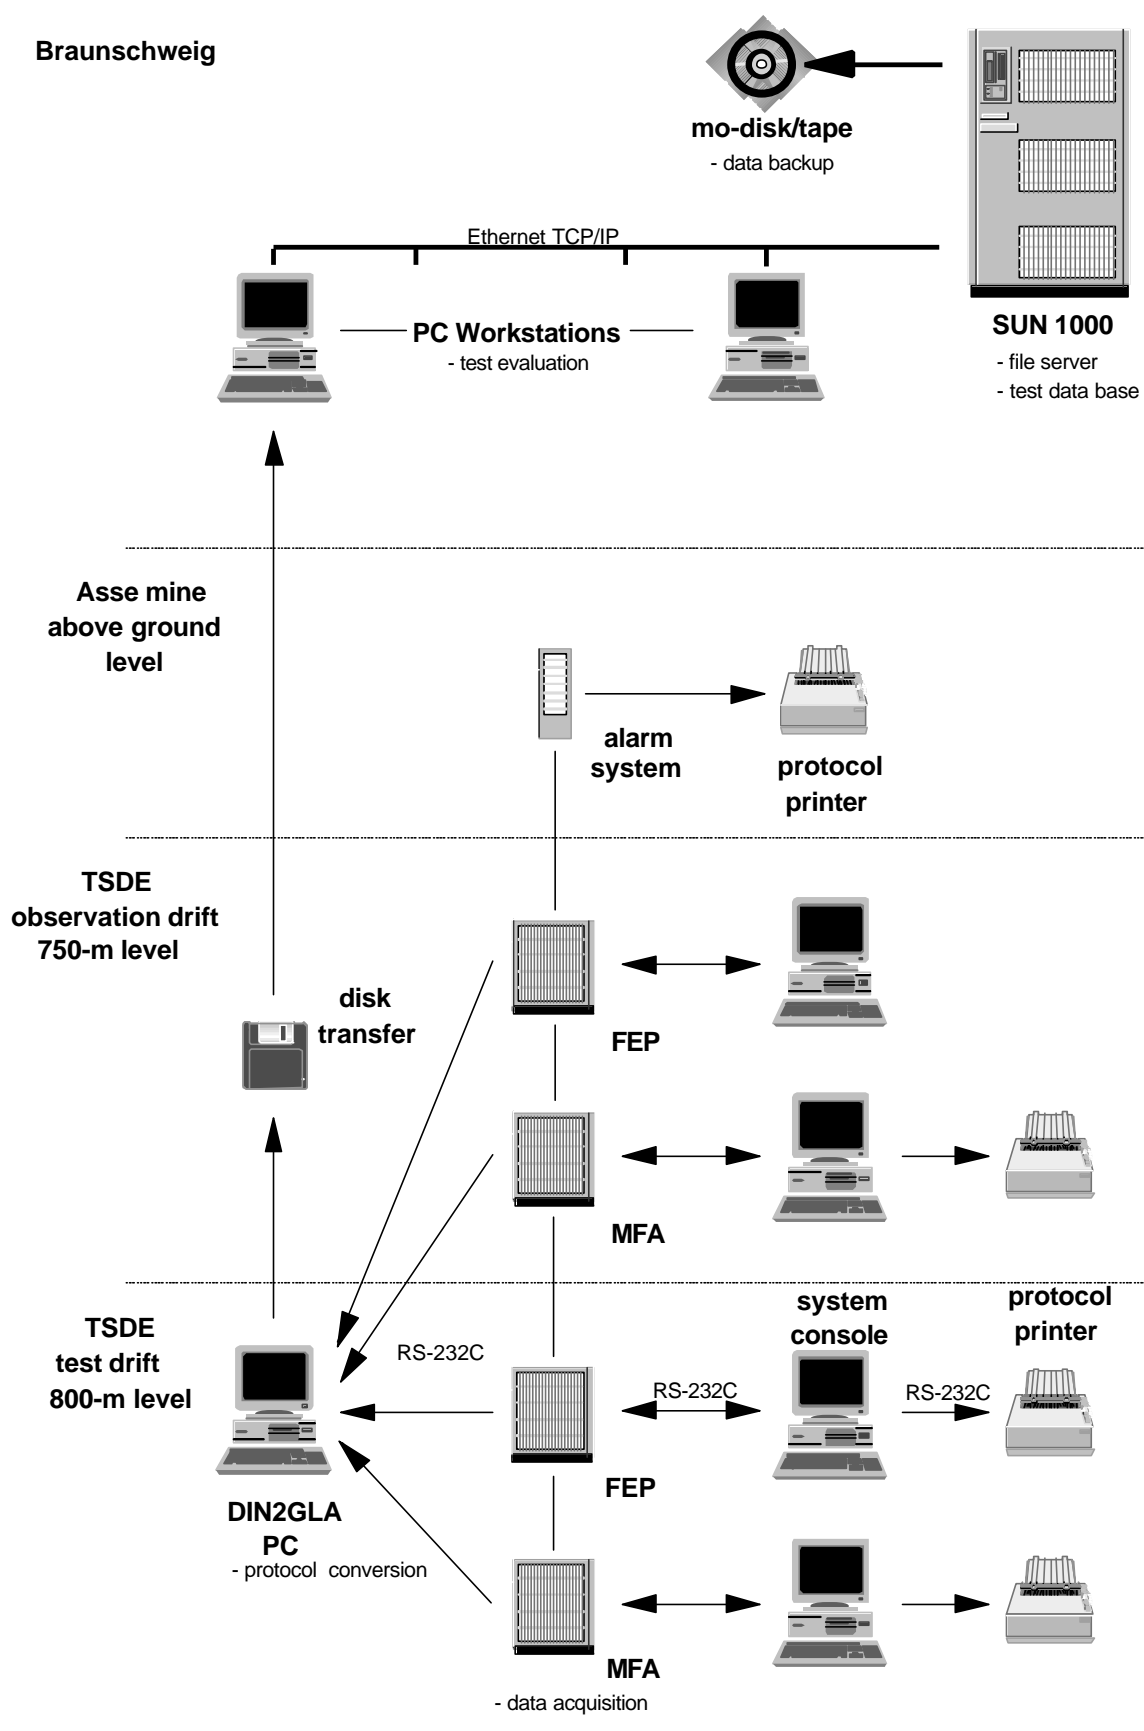 Braunschweig
mo-disk/tape
- data backup
Ethernet TCP/IP
PC Workstations
- test evaluation
SUN 1000
- file server
- test data base
Asse mine
above ground
level
alarm
system
protocol
printer
TSDE
observation drift
750-m level
disk
transfer
FEP
MFA
TSDE
test drift
800-m level
system
console
protocol
printer
RS-232C
RS-232C
RS-232C
FEP
DIN2GLA
PC
- protocol conversion
MFA
- data acquisition